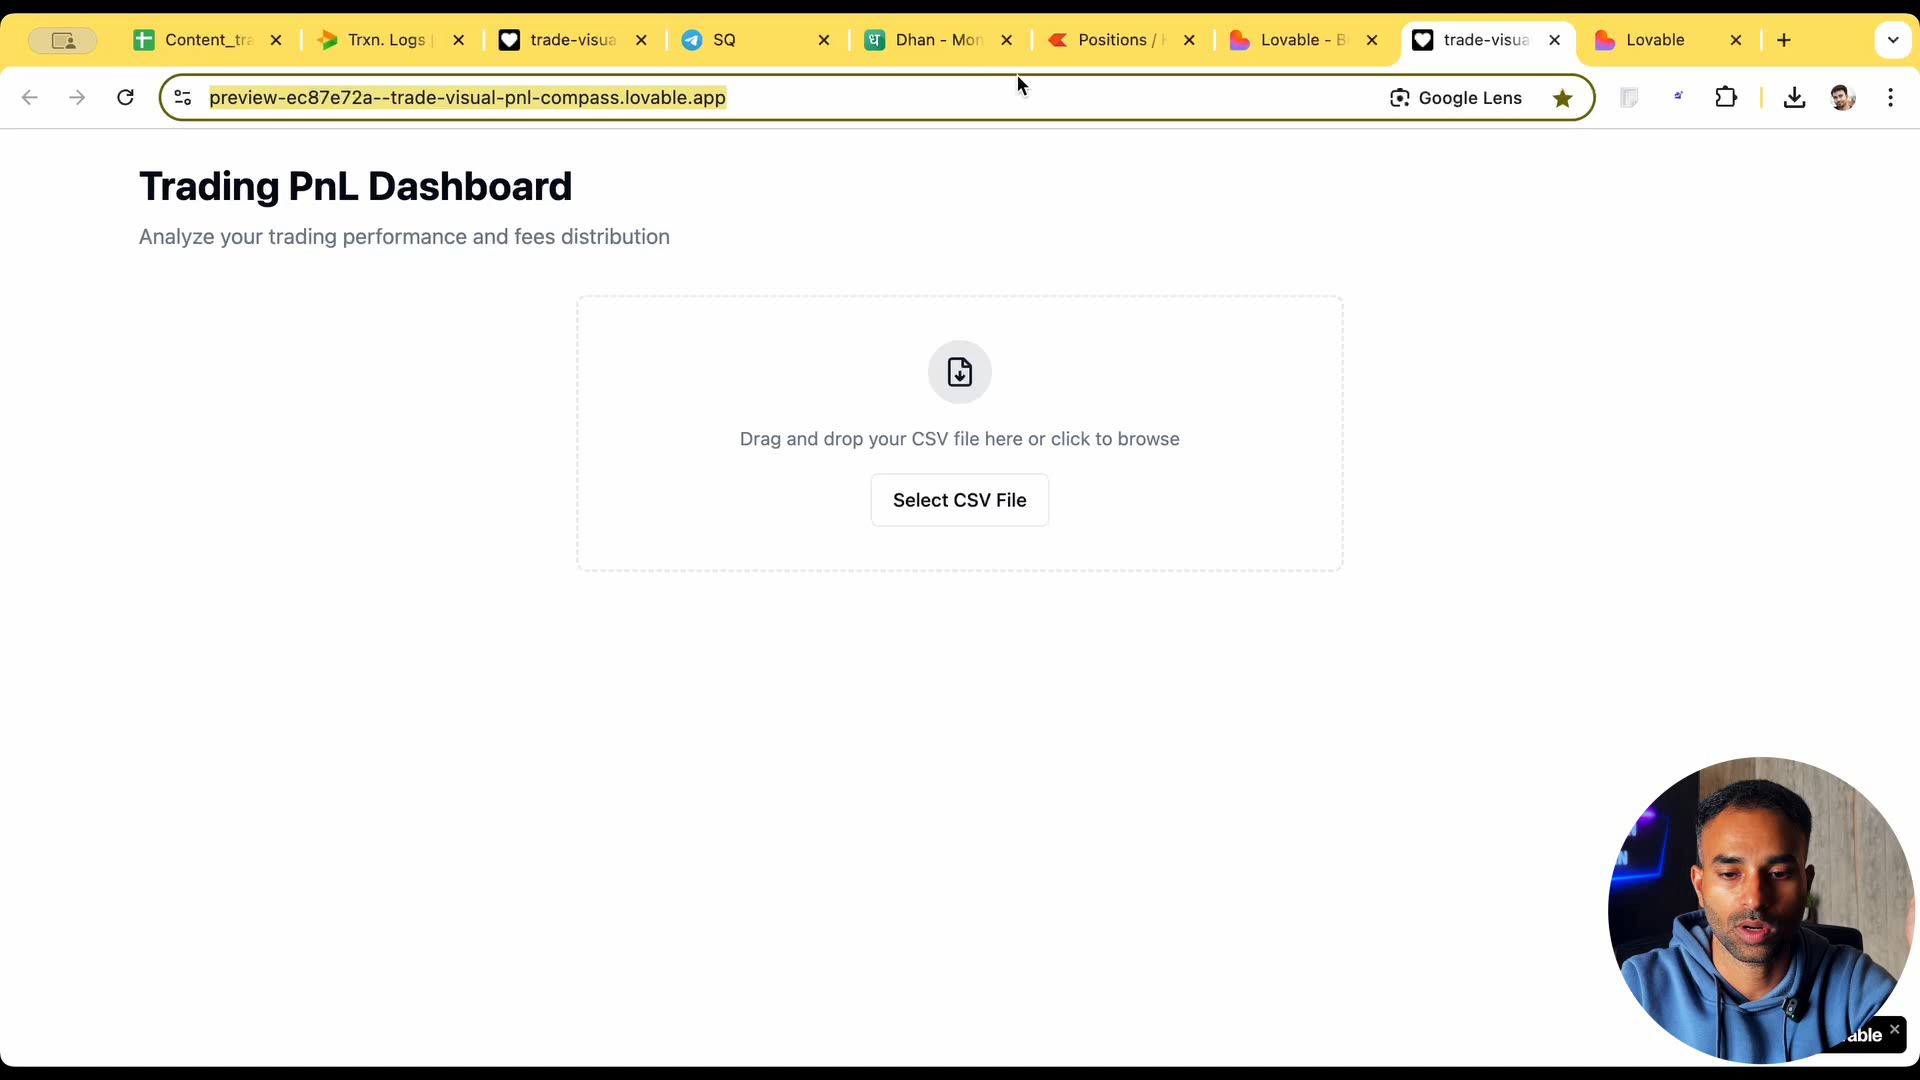 Content_tra
Trxn. Logs
trade-visua
SQ
Dhan - Mon
Positions /
Lovable - B
trade-visua
Lovable
preview-ec87e72a--trade-visual-pnl-compass.lovable.app
Google Lens
Trading PnL Dashboard
Analyze your trading performance and fees distribution
Drag and drop your CSV file here or click to browse
Select CSV File
able